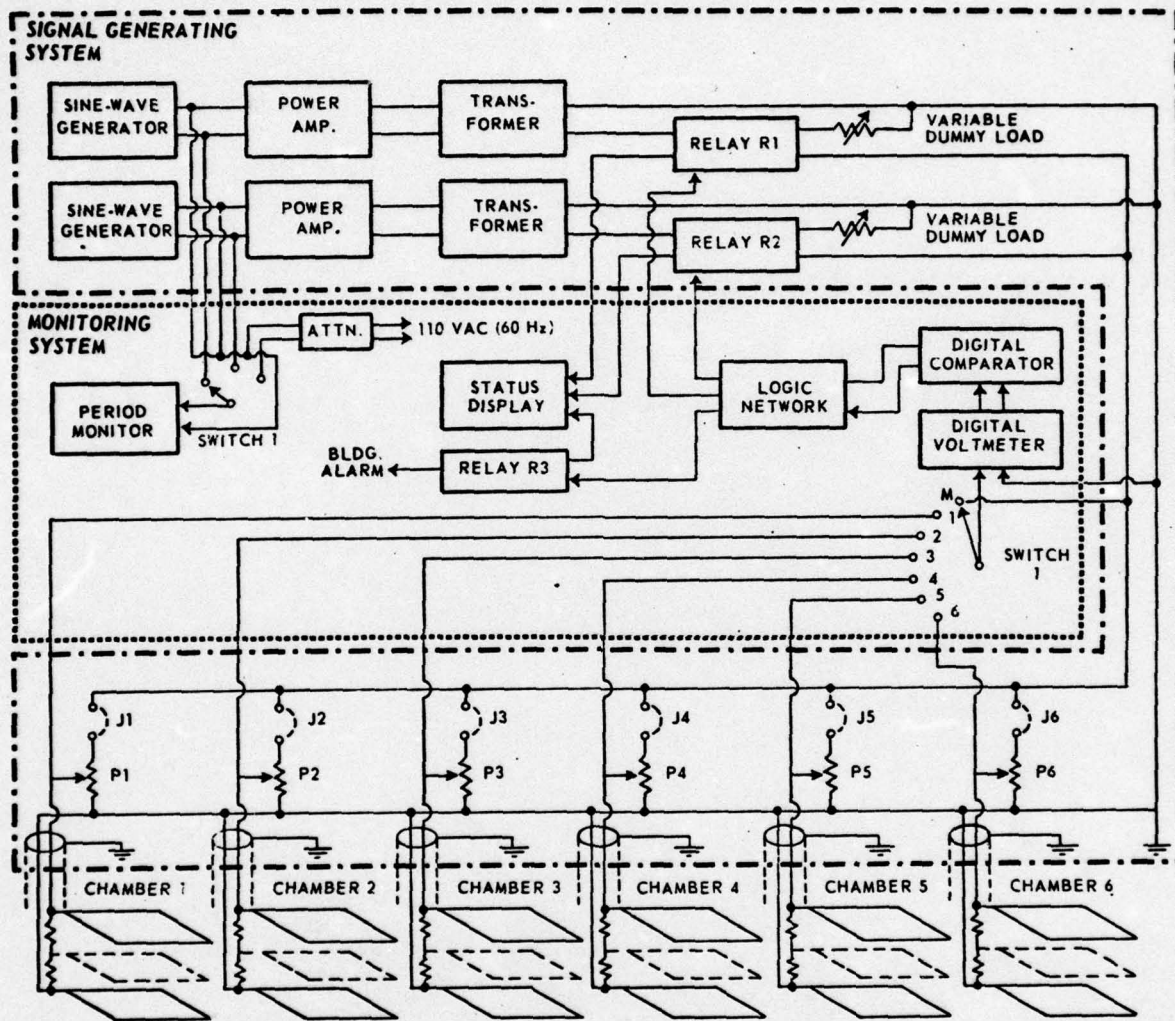 SIGNAL GENERATING
SYSTEM
SINE-WAVE
GENERATOR
POWER
AMP.
TRANS-
FORMER
RELAY R1
VARIABLE
DUMMY LOAD
SINE-WAVE
GENERATOR
POWER
AMP.
TRANS-
FORMER
RELAY R2
VARIABLE
DUMMY LOAD
MONITORING
SYSTEM
ATTN.
110 VAC (60 Hz)
PERIOD
MONITOR
SWITCH 1
STATUS
DISPLAY
LOGIC
NETWORK
DIGITAL
COMPARATOR
DIGITAL
VOLTMETER
BLDG.
ALARM
RELAY R3
M
1
2
3
4
5
6
SWITCH
1
J1
J2
J3
J4
J5
J6
P1
P2
P3
P4
P5
P6
CHAMBER 1
CHAMBER 2
CHAMBER 3
CHAMBER 4
CHAMBER 5
CHAMBER 6